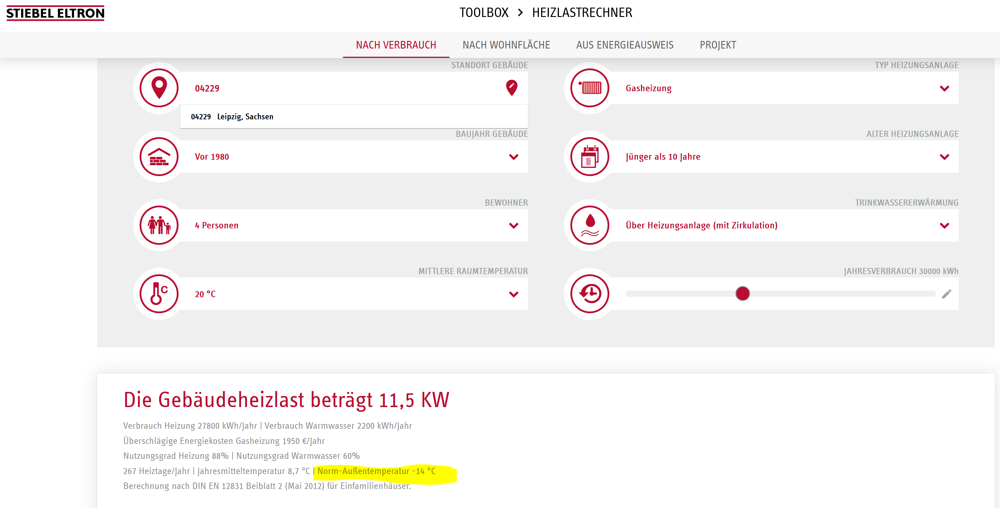 STIEBEL ELTRON
TOOLBOX > HEIZLASTRECHNER
NACH VERBRAUCH NACH WOHNFLÄCHE AUS ENERGIEAUSWEIS PROJEKT
STANDORT GEBÄUDE
04229
04229 Leipzig, Sachsen
TYP HEIZUNGSANLAGE
Gasheizung
BAUJAHR GEBÄUDE
Vor 1980
ALTER HEIZUNGSANLAGE
Jünger als 10 Jahre
BEWOHNER
4 Personen
TRINKWASSERERWÄRMUNG
Über Heizungsanlage (mit Zirkulation)
MITTLERE RAUMTEMPERATUR
C
20 °C
JAHRESVERBRAUCH 30000 kWh
Die Gebäudeheizlast beträgt 11,5 KW
Verbrauch Heizung 27800 kWh/Jahr | Verbrauch Warmwasser 2200 kWh/Jahr
Überschlägige Energiekosten Gasheizung 1950 €/Jahr
Nutzungsgrad Heizung 88% | Nutzungsgrad Warmwasser 60%
267 Heiztage/Jahr | Jahresmitteltemperatur 8,7 °C | Norm-Außentemperatur -14 °C
Berechnung nach DIN EN 12831 Beiblatt 2 (Mai 2012) für Einfamilienhäuser.